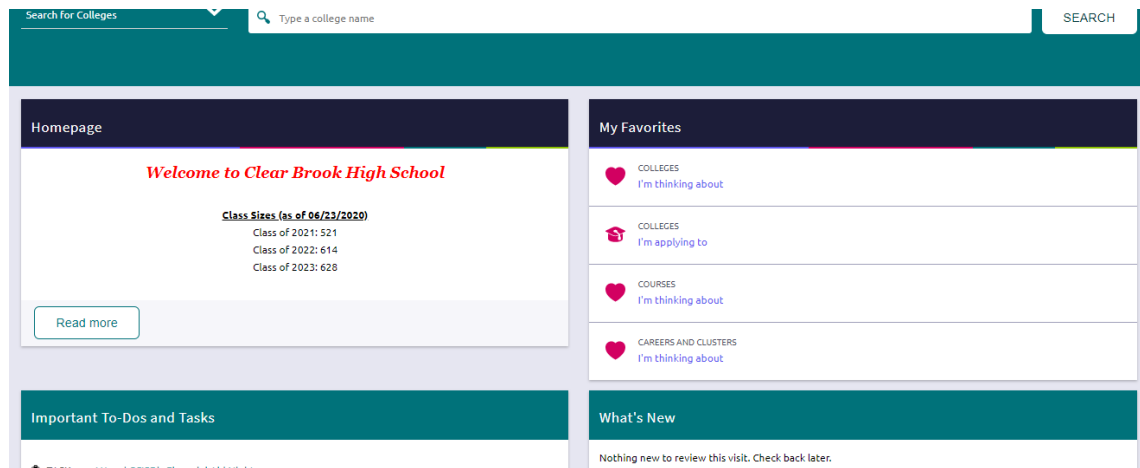 Search for Colleges
Type a college name
SEARCH
Homepage
Welcome to Clear Brook High School
Class Sizes (as of 06/23/2020)
Class of 2021: 521
Class of 2022: 614
Class of 2023: 628
Read more
My Favorites
COLLEGES
I'm thinking about
COLLEGES
I'm applying to
COURSES
I'm thinking about
CAREERS AND CLUSTERS
I'm thinking about
Important To-Dos and Tasks
What's New
Nothing new to review this visit. Check back later.